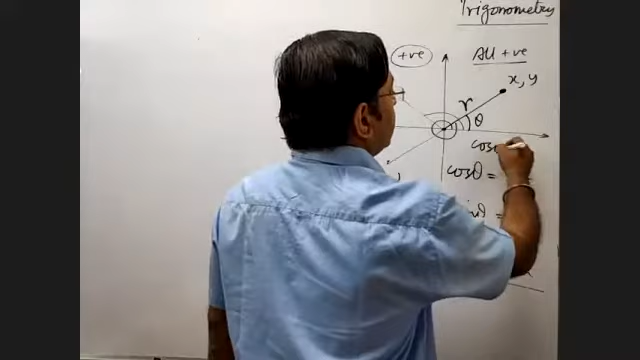 Trigonometry
+ve
All +ve
x, y
r
θ
cos
cosθ =